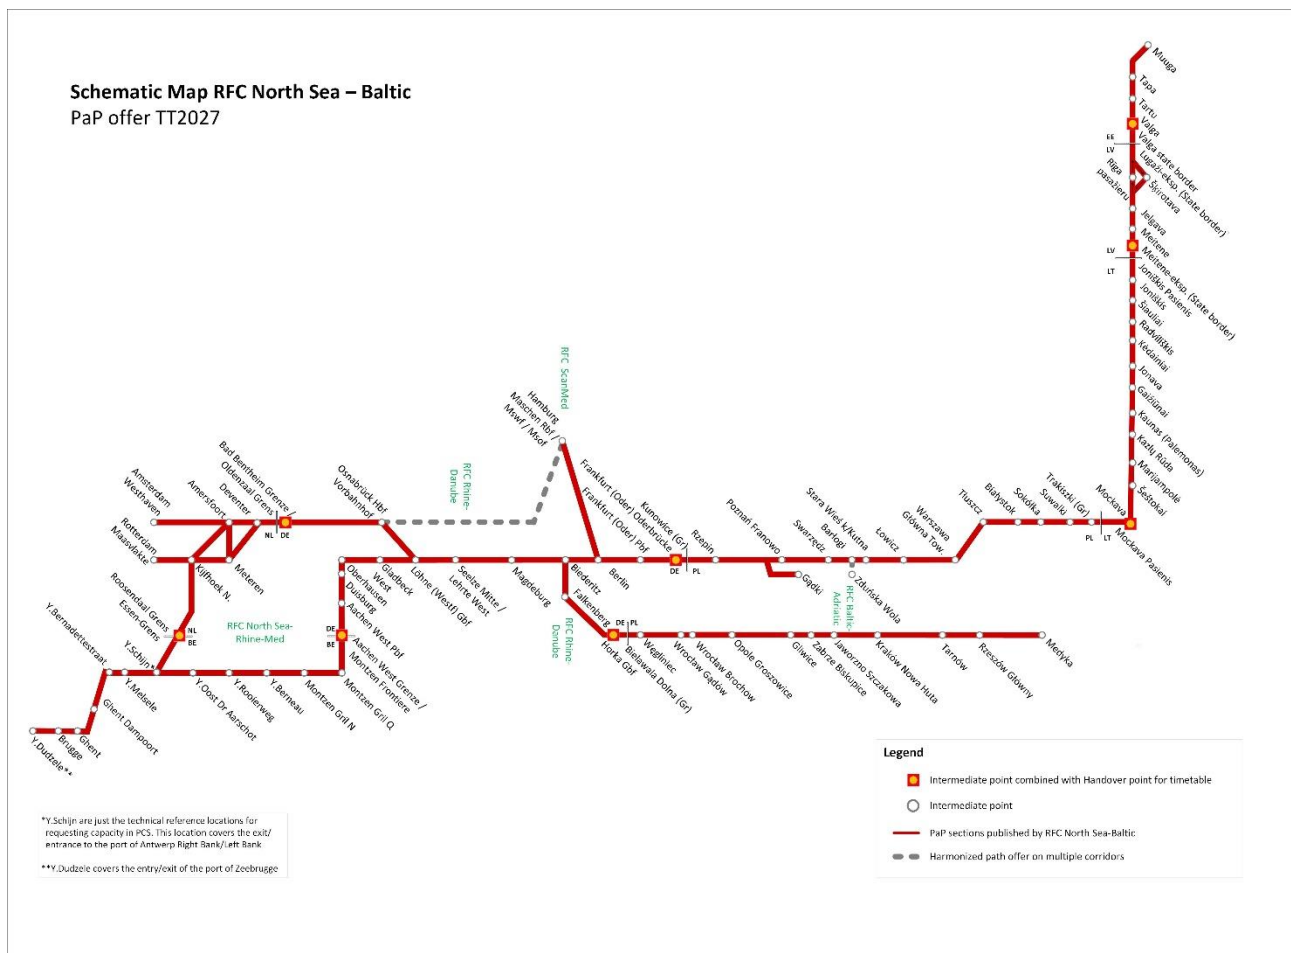 Schematic Map RFC North Sea – Baltic
PaP offer TT2027
Muuga
Tapa
Tartu
Valga
Valga state border
EE
LV
Lugaži-eksp. (State border)
Rīga
pasažieru
Šķirotava
Jelgava
Meitene
Meitene-eksp. (State border)
LV
LT
Joniškis Pasienis
Joniškis
Šiauliai
Radviliškis
Kėdainiai
Jonava
Gaižiūnai
Kaunas (Palemonas)
Kazlų Rūda
Marijampolė
Šeštokai
Mockava
Mockava Pasienis
PL
LT
Trakiszki (Gr)
Suwałki
Sokółka
Białystok
Tłuszcz
Warszawa
Główna Tow.
Łowicz
Stara Wieś k/Kutna
Barłogi
Swarzędz
Poznań Franowo
Gądki
Zduńska Wola
RFC Baltic-
Adriatic
Rzepin
Kunowice (Gr)
DE
PL
Frankfurt (Oder) Oderbrücke
Frankfurt (Oder) Pbf
Berlin
Biederitz
Magdeburg
Seelze Mitte /
Lehrte West
Lohne (Westf) Gbf
Gladbeck
West
Oberhausen
Duisburg
Aachen West Pbf
DE
BE
Aachen West Grenze /
Montzen Frontiere
Montzen Gril Q
Montzen Gril N
Y.Berneau
Y.Rooierweg
Y.Oost Dr Aarschot
Y.Schijn*
Y.Melsele
Y.Bernadettestraat
Ghent Dampoort
Ghent
Brugge
Y.Dudzele**
RFC ScanMed
Hamburg
Maschen Rbf /
Mswf / Msof
RFC Rhine-
Danube
Osnabrück Hbf
Vorbahnhof
Bad Bentheim Grenze /
Oldenzaal Grens
NL
DE
Deventer
Amersfoort
Amsterdam
Westhaven
Rotterdam
Maasvlakte
Kijfhoek N.
Meteren
Roosendaal Grens
Essen-Grens
NL
BE
RFC North Sea-
Rhine-Med
Falkenberg
RFC Rhine-
Danube
Horka Gbf
DE
PL
Bielawala Dolna (Gr)
Węgliniec
Wrocław Gądów
Wrocław Brochow
Opole Groszowice
Gliwice
Zabrze Biskupice
Jaworzno Szczakowa
Kraków Nowa Huta
Tarnów
Rzeszów Główny
Medyka
Legend
Intermediate point combined with Handover point for timetable
Intermediate point
PaP sections published by RFC North Sea-Baltic
Harmonized path offer on multiple corridors
*Y.Schijn are just the technical reference locations for
requesting capacity in PCS. This location covers the exit/
entrance to the port of Antwerp Right Bank/Left Bank
**Y.Dudzele covers the entry/exit of the port of Zeebrugge